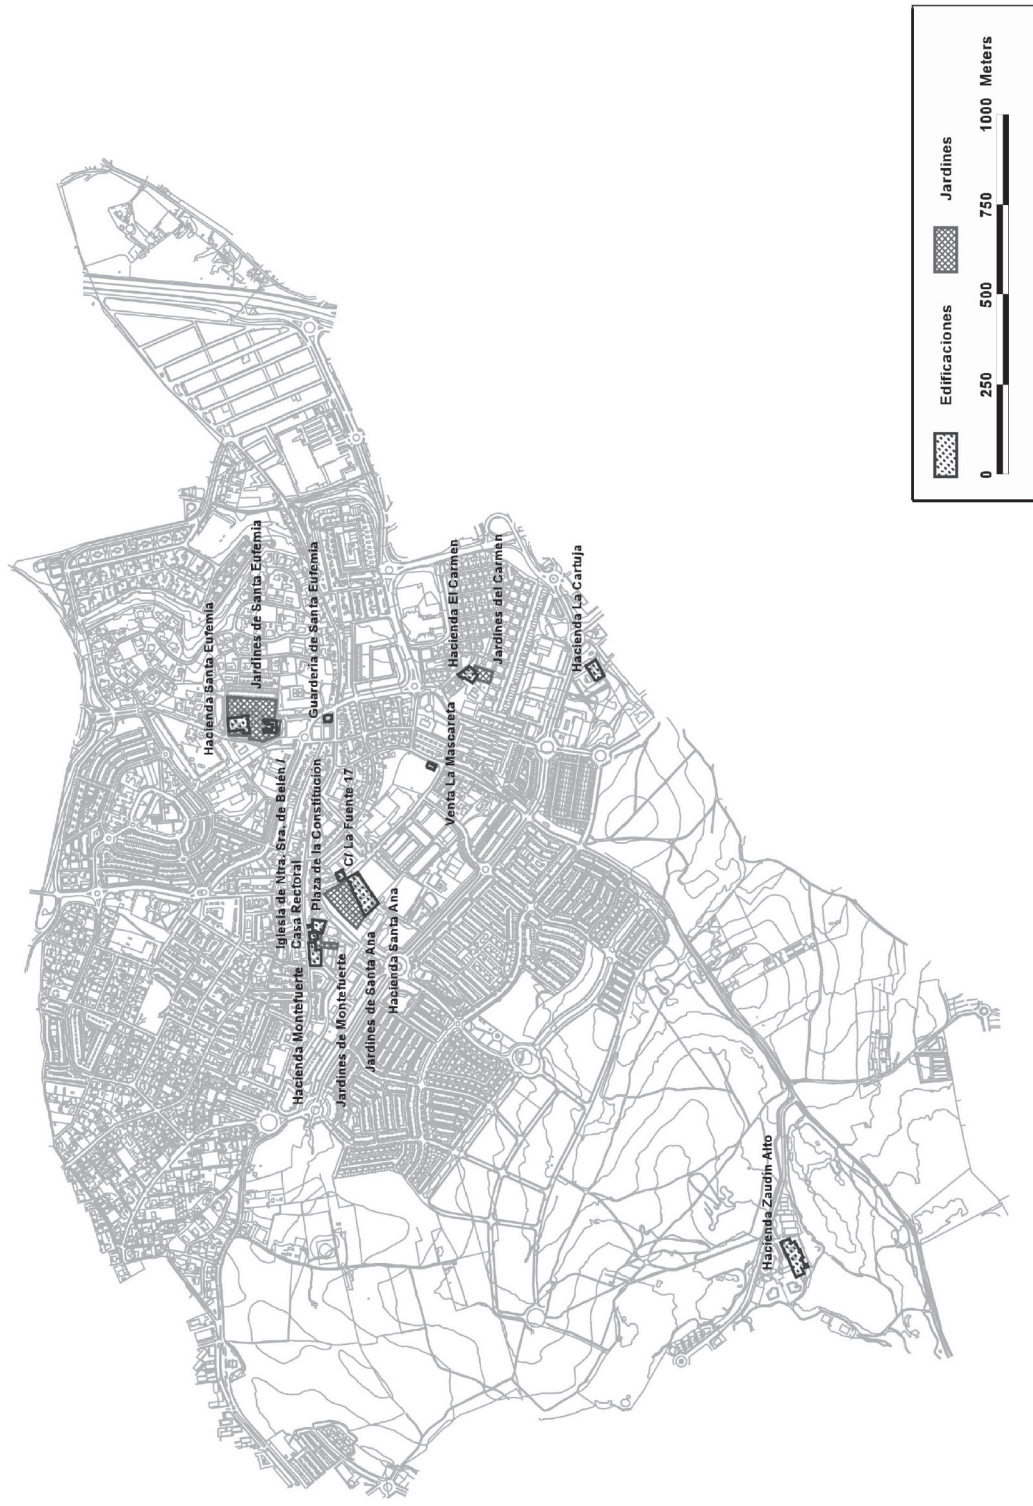 Hacienda Santa Eufemia
Jardines de Santa Eufemia
Guardería de Santa Eufemia
Iglesia de Ntra. Sra. de Belén /
Casa Rectoral
Plaza de la Constitución
C/ La Fuente 17
Hacienda Montefuerte
Jardines de Montefuerte
Jardines de Santa Ana
Hacienda Santa Ana
Venta La Mascareta
Hacienda El Carmen
Jardines del Carmen
Hacienda La Cartuja
Hacienda Zaudín Alto
Edificaciones
Jardines
0 250 500 750 1000 Meters